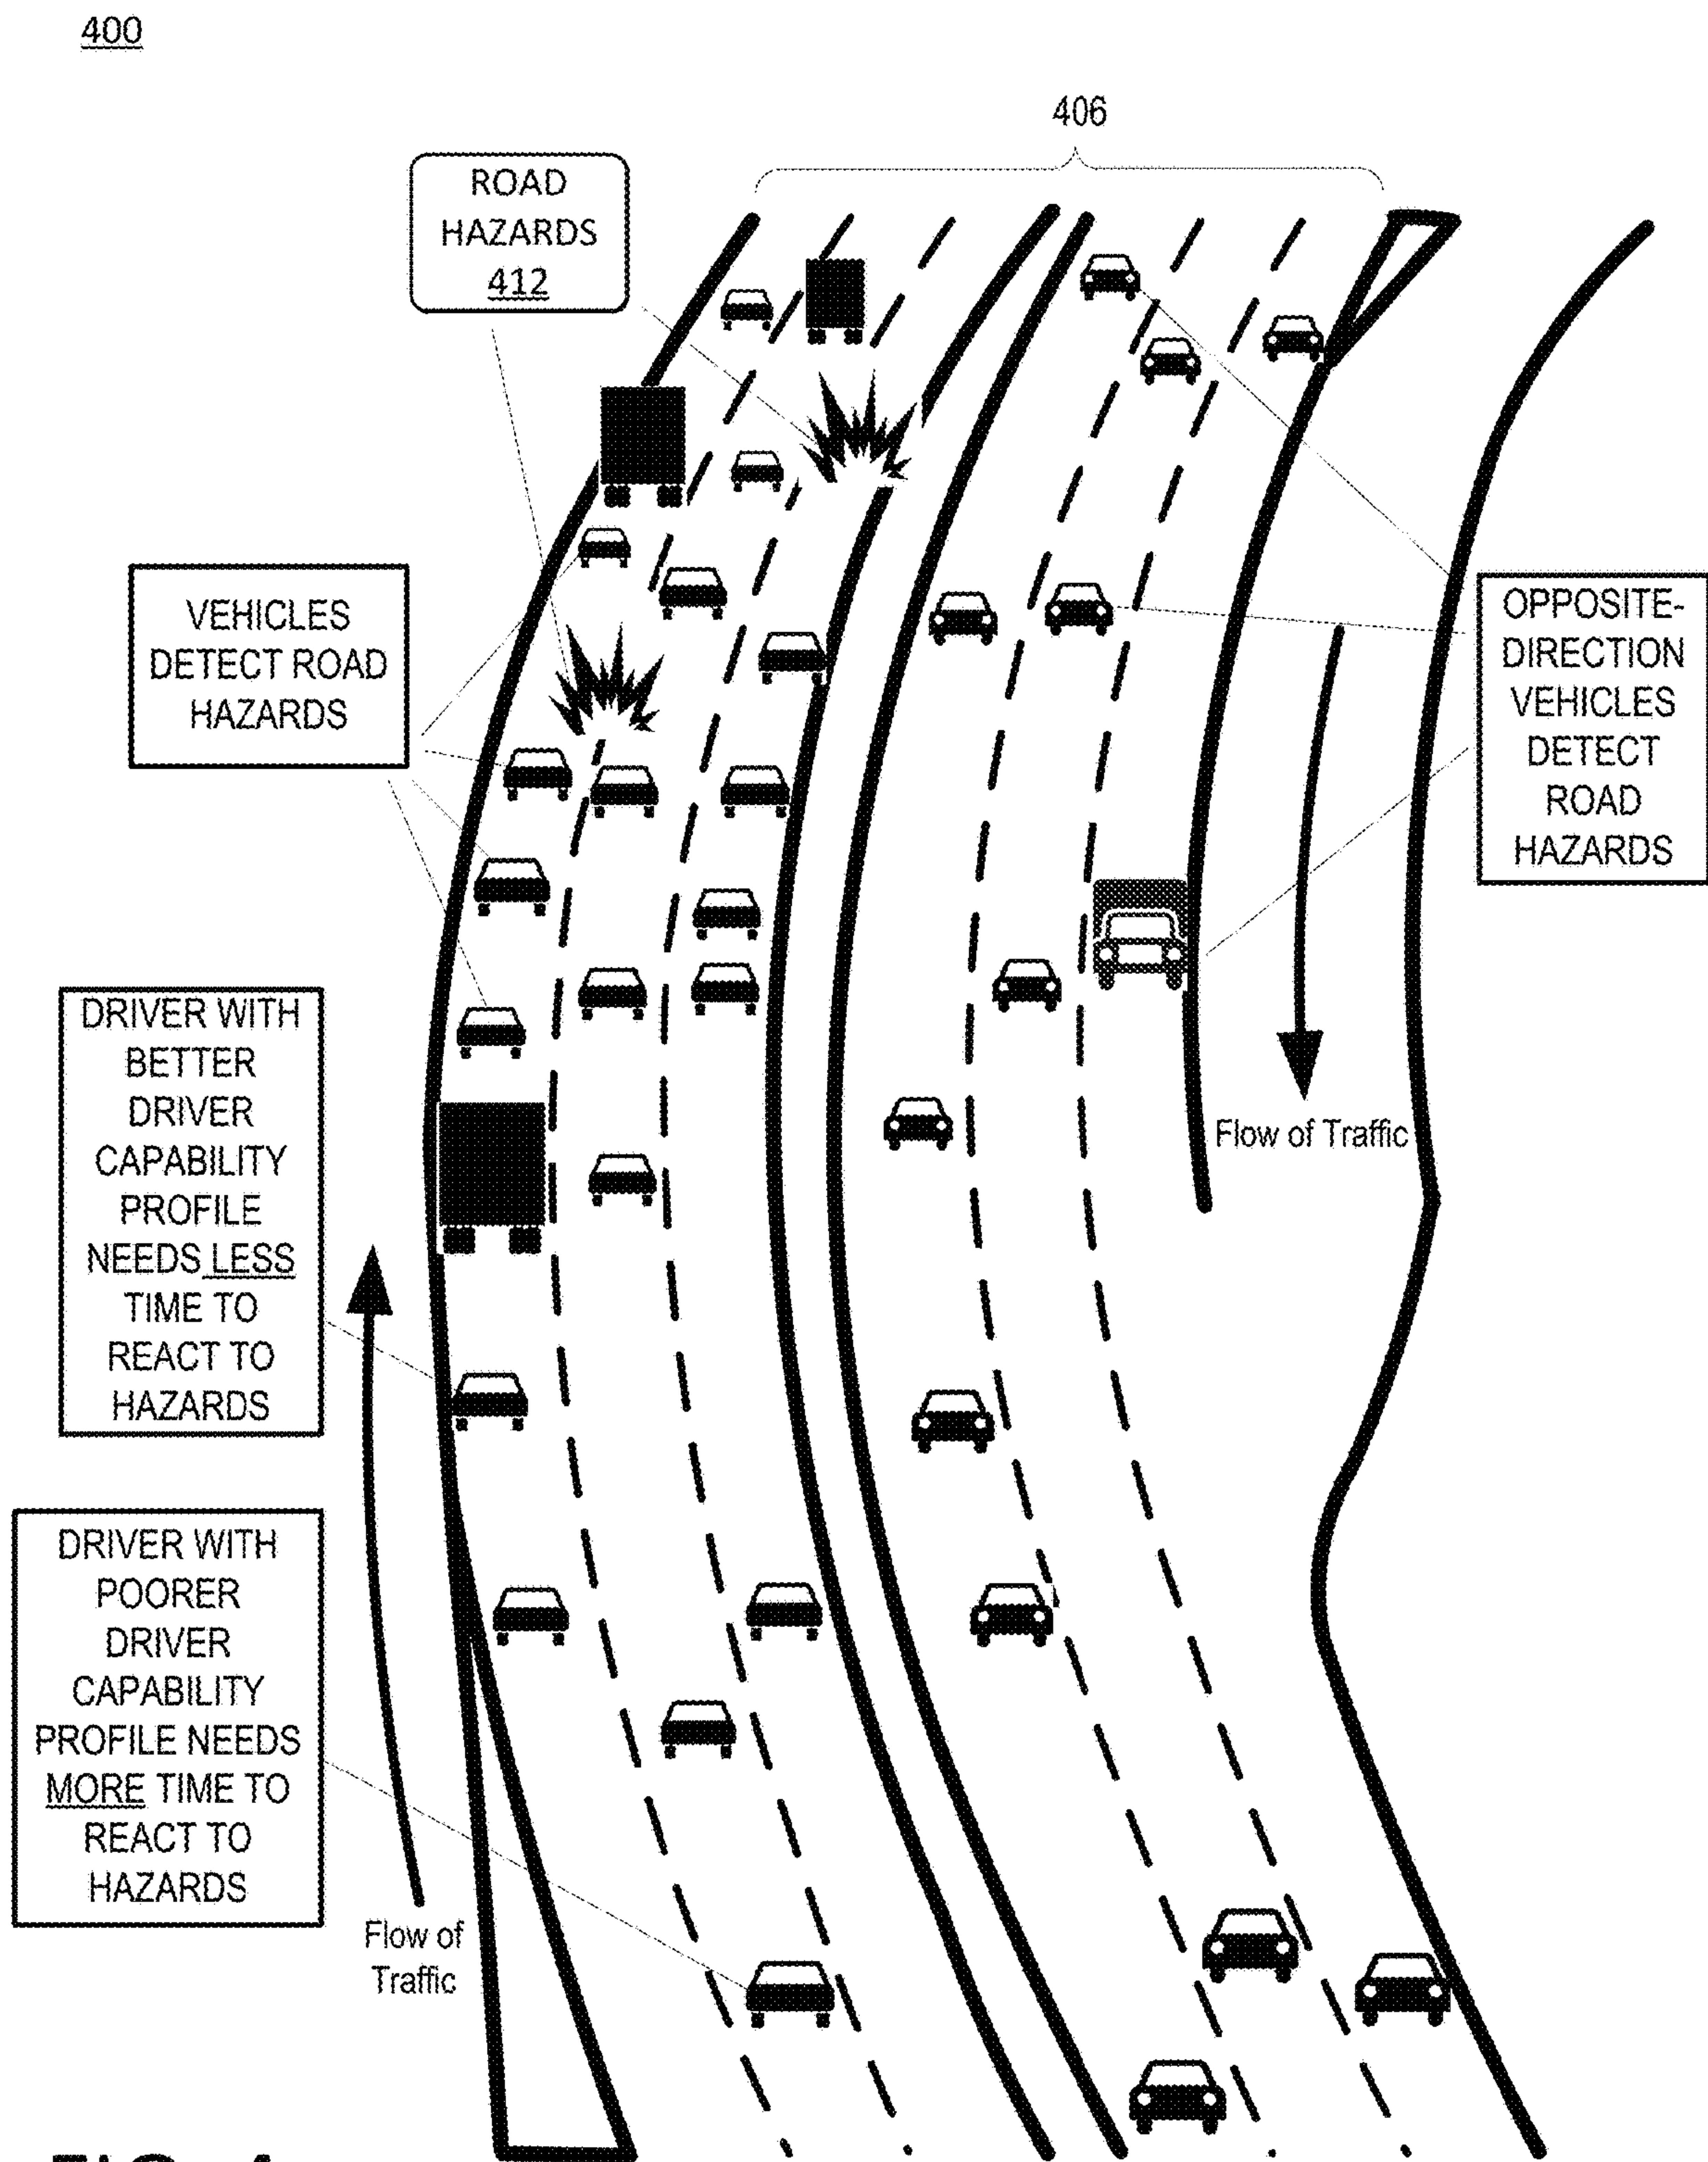 400
406
ROAD
HAZARDS
412
VEHICLES
DETECT ROAD
HAZARDS
OPPOSITE-
DIRECTION
VEHICLES
DETECT
ROAD
HAZARDS
DRIVER WITH
BETTER
DRIVER
CAPABILITY
PROFILE
NEEDS LESS
TIME TO
REACT TO
HAZARDS
Flow of Traffic
DRIVER WITH
POORER
DRIVER
CAPABILITY
PROFILE NEEDS
MORE TIME TO
REACT TO
HAZARDS
Flow of
Traffic